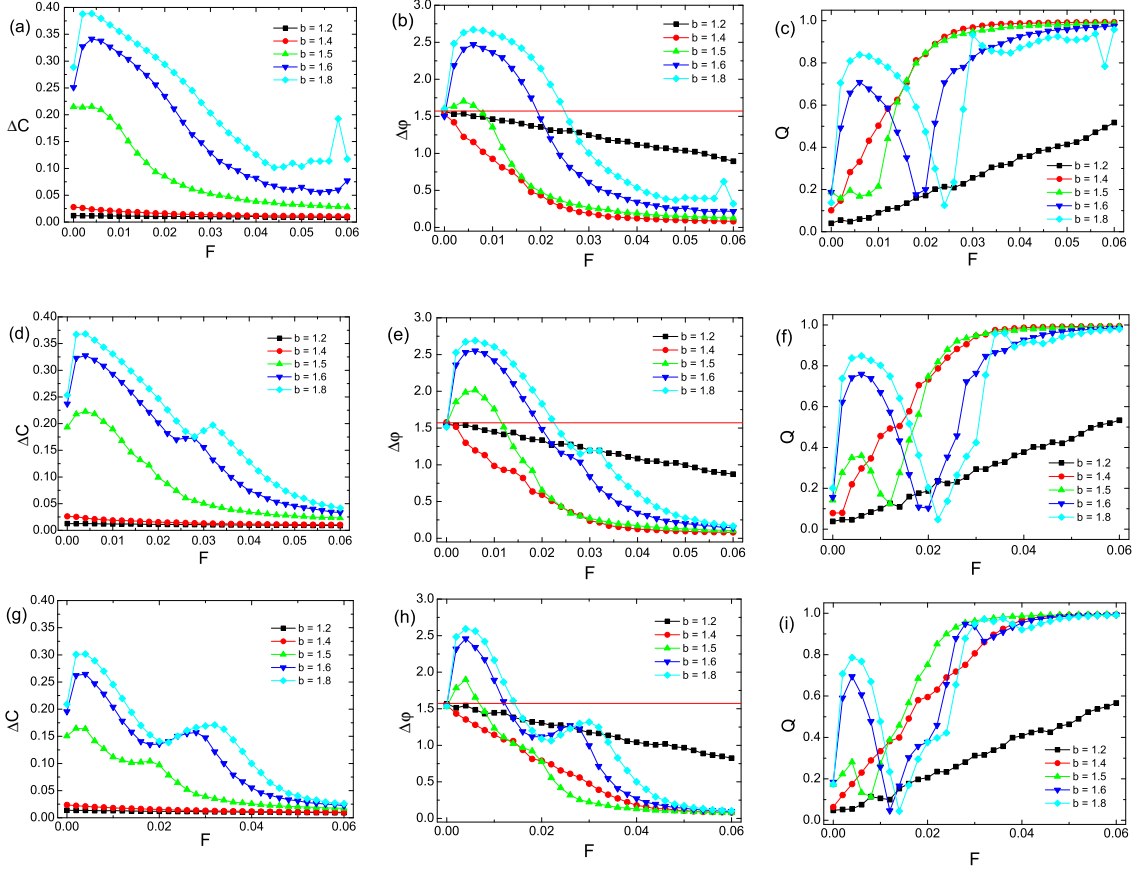 (a)
ΔC
0.40
0.35
0.30
0.25
0.20
0.15
0.10
0.05
0.00
0.00 0.02 0.04 0.06
F
b = 1.2
b = 1.4
b = 1.5
b = 1.6
b = 1.8
(b)
Δφ
3.0
2.5
2.0
1.5
1.0
0.5
0.0
0.00 0.01 0.02 0.03 0.04 0.05 0.06
F
b = 1.2
b = 1.4
b = 1.5
b = 1.6
b = 1.8
(c)
Q
1.0
0.8
0.6
0.4
0.2
0.0
0.00 0.01 0.02 0.03 0.04 0.05 0.06
F
b = 1.2
b = 1.4
b = 1.5
b = 1.6
b = 1.8
(d)
ΔC
0.40
0.35
0.30
0.25
0.20
0.15
0.10
0.05
0.00
0.00 0.01 0.02 0.03 0.04 0.05 0.06
F
b = 1.2
b = 1.4
b = 1.5
b = 1.6
b = 1.8
(e)
Δφ
3.0
2.5
2.0
1.5
1.0
0.5
0.0
0.00 0.01 0.02 0.03 0.04 0.05 0.06
F
b = 1.2
b = 1.4
b = 1.5
b = 1.6
b = 1.8
(f)
Q
1.0
0.8
0.6
0.4
0.2
0.0
0.00 0.02 0.04 0.06
F
b = 1.2
b = 1.4
b = 1.5
b = 1.6
b = 1.8
(g)
ΔC
0.40
0.35
0.30
0.25
0.20
0.15
0.10
0.05
0.00
0.00 0.02 0.04 0.06
F
b = 1.2
b = 1.4
b = 1.5
b = 1.6
b = 1.8
(h)
Δφ
3.0
2.5
2.0
1.5
1.0
0.5
0.0
0.00 0.02 0.04 0.06
F
b = 1.2
b = 1.4
b = 1.5
b = 1.6
b = 1.8
(i)
Q
1.0
0.8
0.6
0.4
0.2
0.0
0.00 0.02 0.04 0.06
F
b = 1.2
b = 1.4
b = 1.5
b = 1.6
b = 1.8